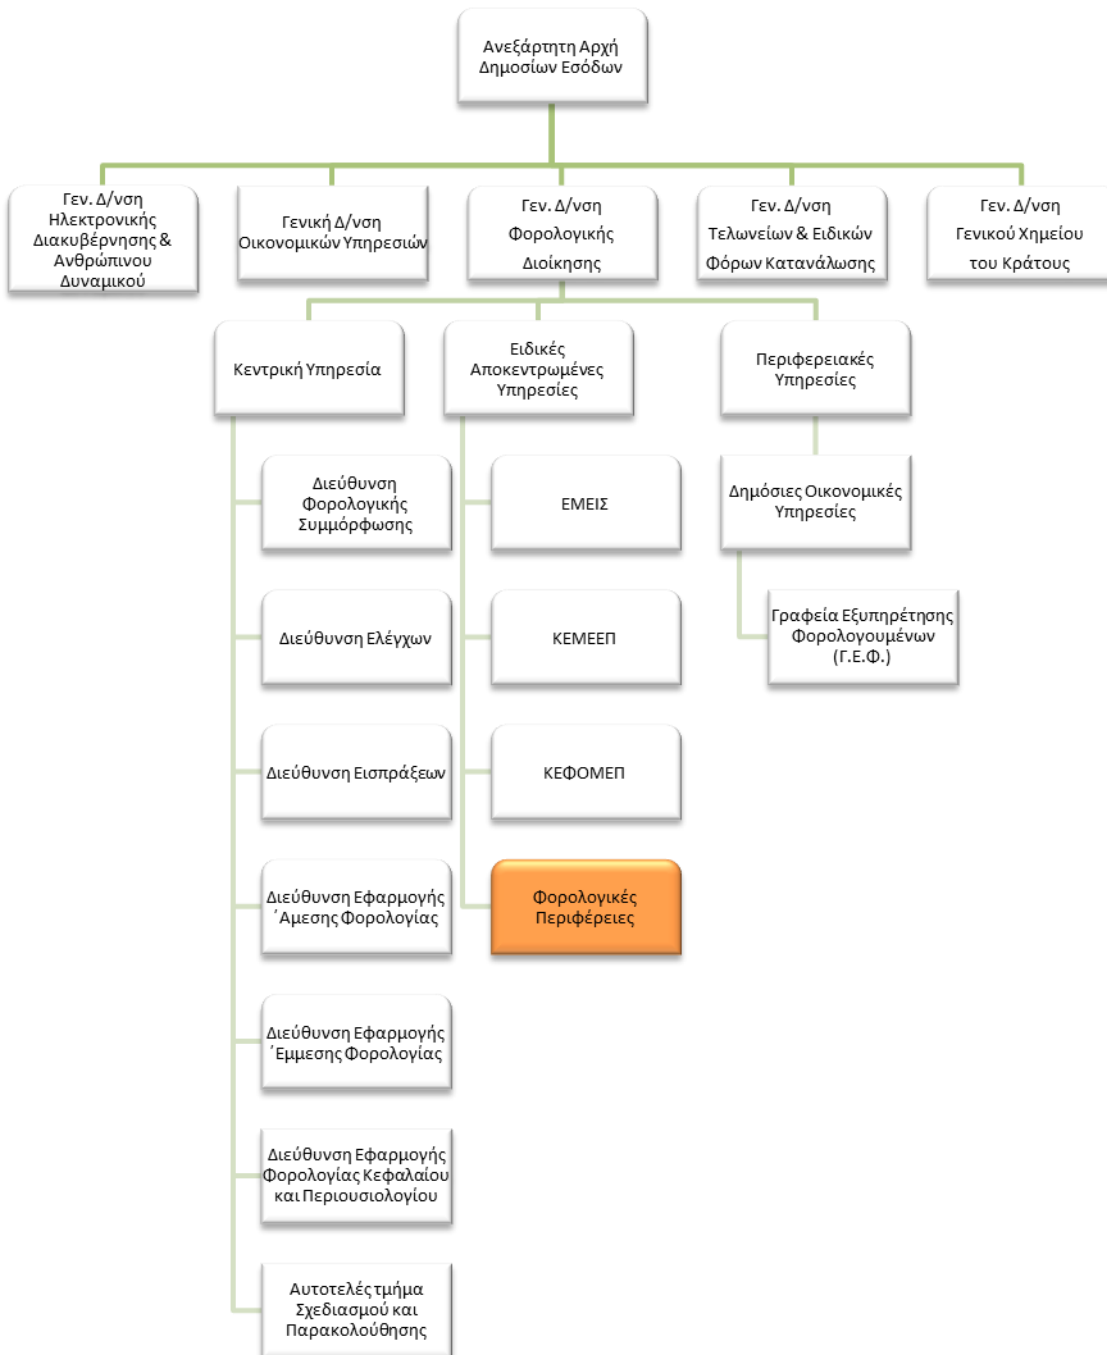 Ανεξάρτητη Αρχή
Δημοσίων Εσόδων
Γεν. Δ/νση
Ηλεκτρονικής
Διακυβέρνησης &
Ανθρώπινου
Δυναμικού
Γενική Δ/νση
Οικονομικών Υπηρεσιών
Γεν. Δ/νση
Φορολογικής
Διοίκησης
Γεν. Δ/νση
Τελωνείων & Ειδικών
Φόρων Κατανάλωσης
Γεν. Δ/νση
Γενικού Χημείου
του Κράτους
Κεντρική Υπηρεσία
Ειδικές
Αποκεντρωμένες
Υπηρεσίες
Περιφερειακές
Υπηρεσίες
Διεύθυνση
Φορολογικής
Συμμόρφωσης
Διεύθυνση Ελέγχων
Διεύθυνση Εισπράξεων
Διεύθυνση Εφαρμογής
΄Αμεσης Φορολογίας
Διεύθυνση Εφαρμογής
΄Εμμεσης Φορολογίας
Διεύθυνση Εφαρμογής
Φορολογίας Κεφαλαίου
και Περιουσιολογίου
Αυτοτελές τμήμα
Σχεδιασμού και
Παρακολούθησης
ΕΜΕΙΣ
ΚΕΜΕΕΠ
ΚΕΦΟΜΕΠ
Φορολογικές
Περιφέρειες
Δημόσιες Οικονομικές
Υπηρεσίες
Γραφεία Εξυπηρέτησης
Φορολογουμένων
(Γ.Ε.Φ.)